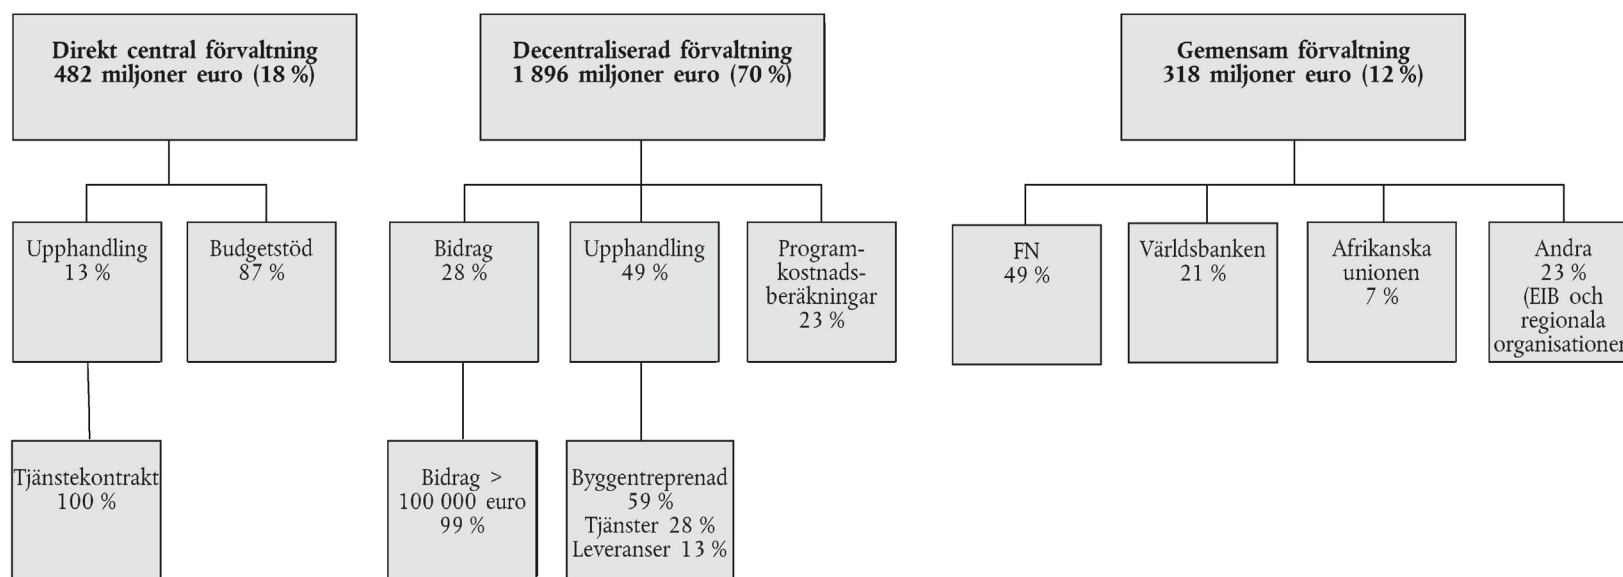 Direkt central förvaltning
482 miljoner euro (18 %)
Decentraliserad förvaltning
1 896 miljoner euro (70 %)
Gemensam förvaltning
318 miljoner euro (12 %)
Upphandling
13 %
Budgetstöd
87 %
Bidrag
28 %
Upphandling
49 %
Program-
kostnads-
beräkningar
23 %
FN
49 %
Världsbanken
21 %
Afrikanska
unionen
7 %
Andra
23 %
(EIB och
regionala
organisationer
Tjänstekontrakt
100 %
Bidrag >
100 000 euro
99 %
Byggentreprenad
59 %
Tjänster 28 %
Leveranser 13 %